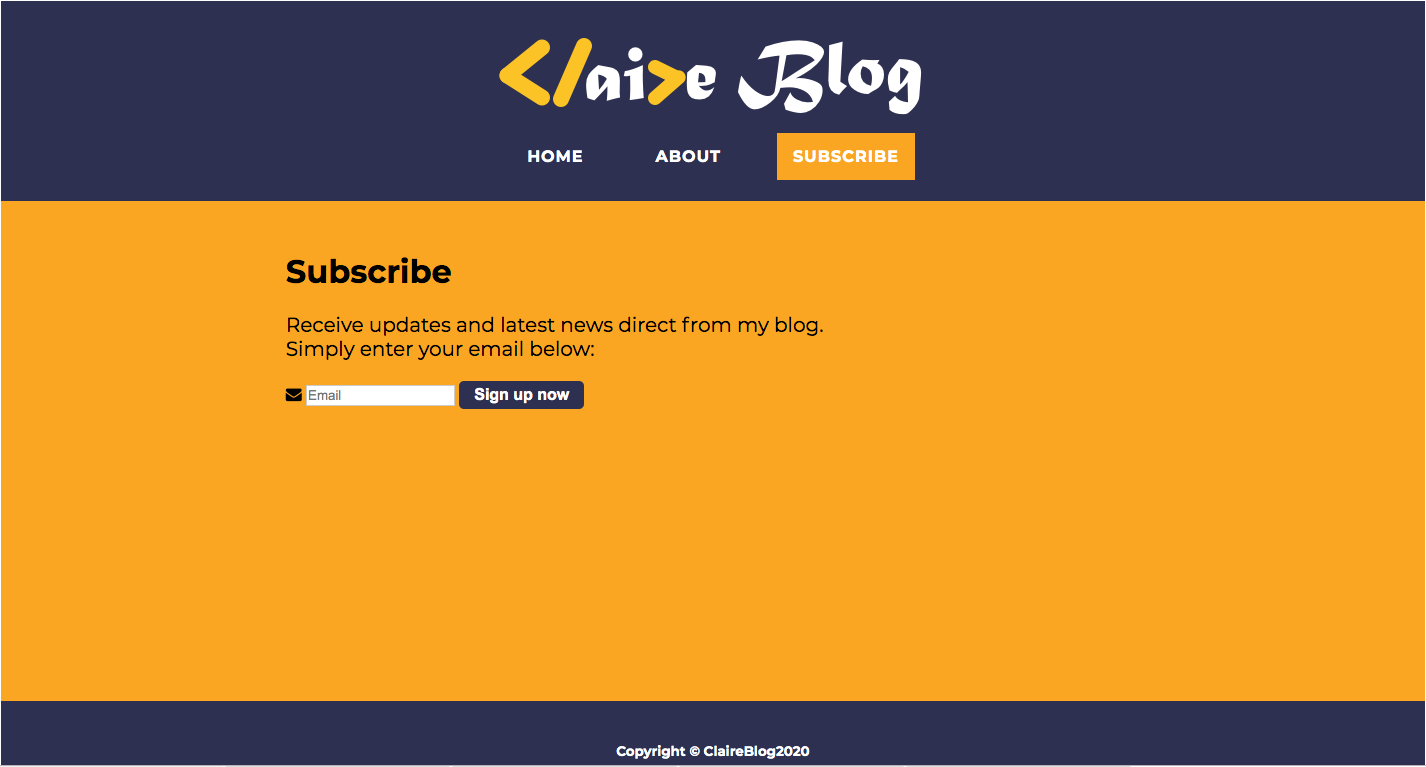 </aire Blog
HOME ABOUT SUBSCRIBE
Subscribe
Receive updates and latest news direct from my blog.
Simply enter your email below:
Email Sign up now
Copyright © ClaireBlog2020